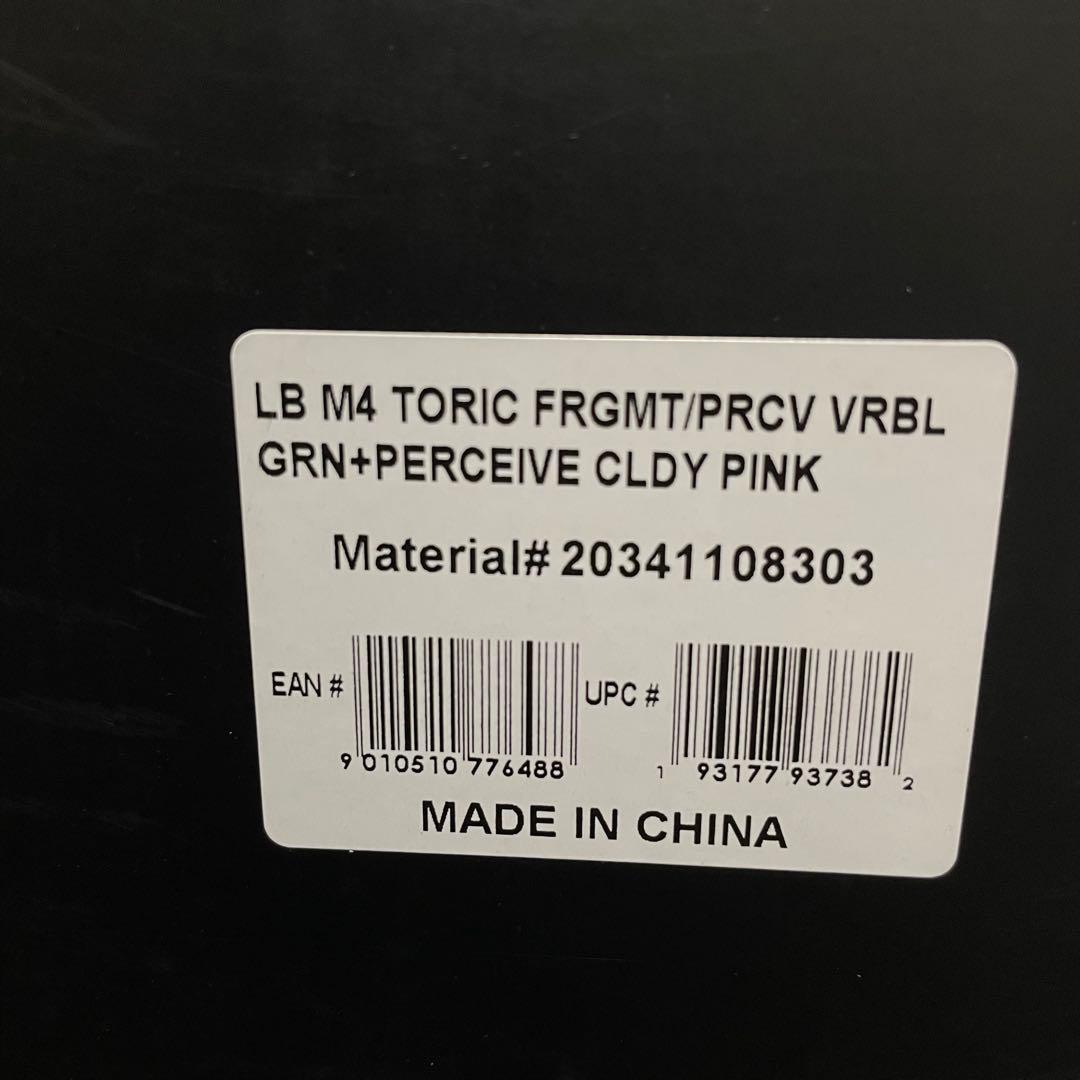 LB M4 TORIC FRGMT/PRCV VRBL
GRN+PERCEIVE CLDY PINK
Material# 20341108303
EAN #
9 010510 776488
UPC #
1 93177 93738 2
MADE IN CHINA